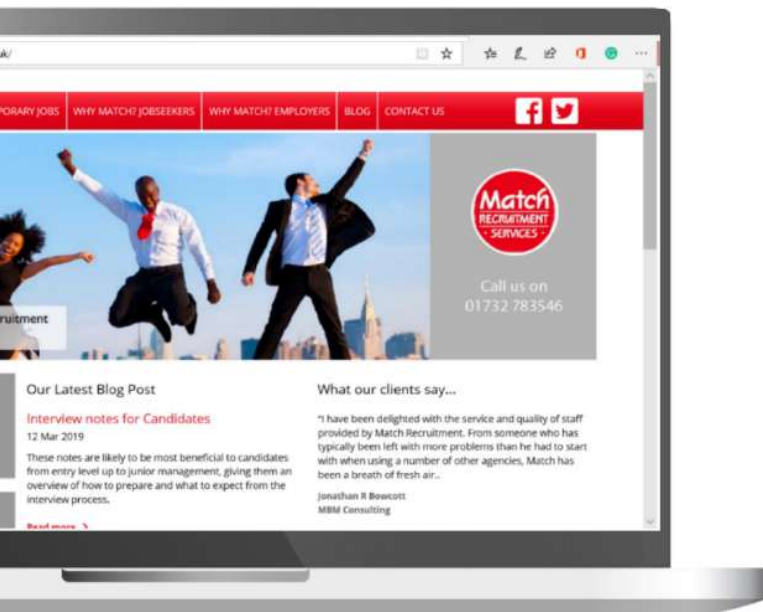 uk/
PORARY JOBS WHY MATCH? JOBSEEKERS WHY MATCH? EMPLOYERS BLOG CONTACT US
Match
RECRUITMENT
SERVICES
Call us on
01732 783546
ruitment
Our Latest Blog Post
Interview notes for Candidates
12 Mar 2019
These notes are likely to be most beneficial to candidates
from entry level up to junior management, giving them an
overview of how to prepare and what to expect from the
interview process.
Read more
What our clients say...
"I have been delighted with the service and quality of staff
provided by Match Recruitment. From someone who has
typically been left with more problems than he had to start
with when using a number of other agencies, Match has
been a breath of fresh air..
Jonathan R Bowcott
MBM Consulting